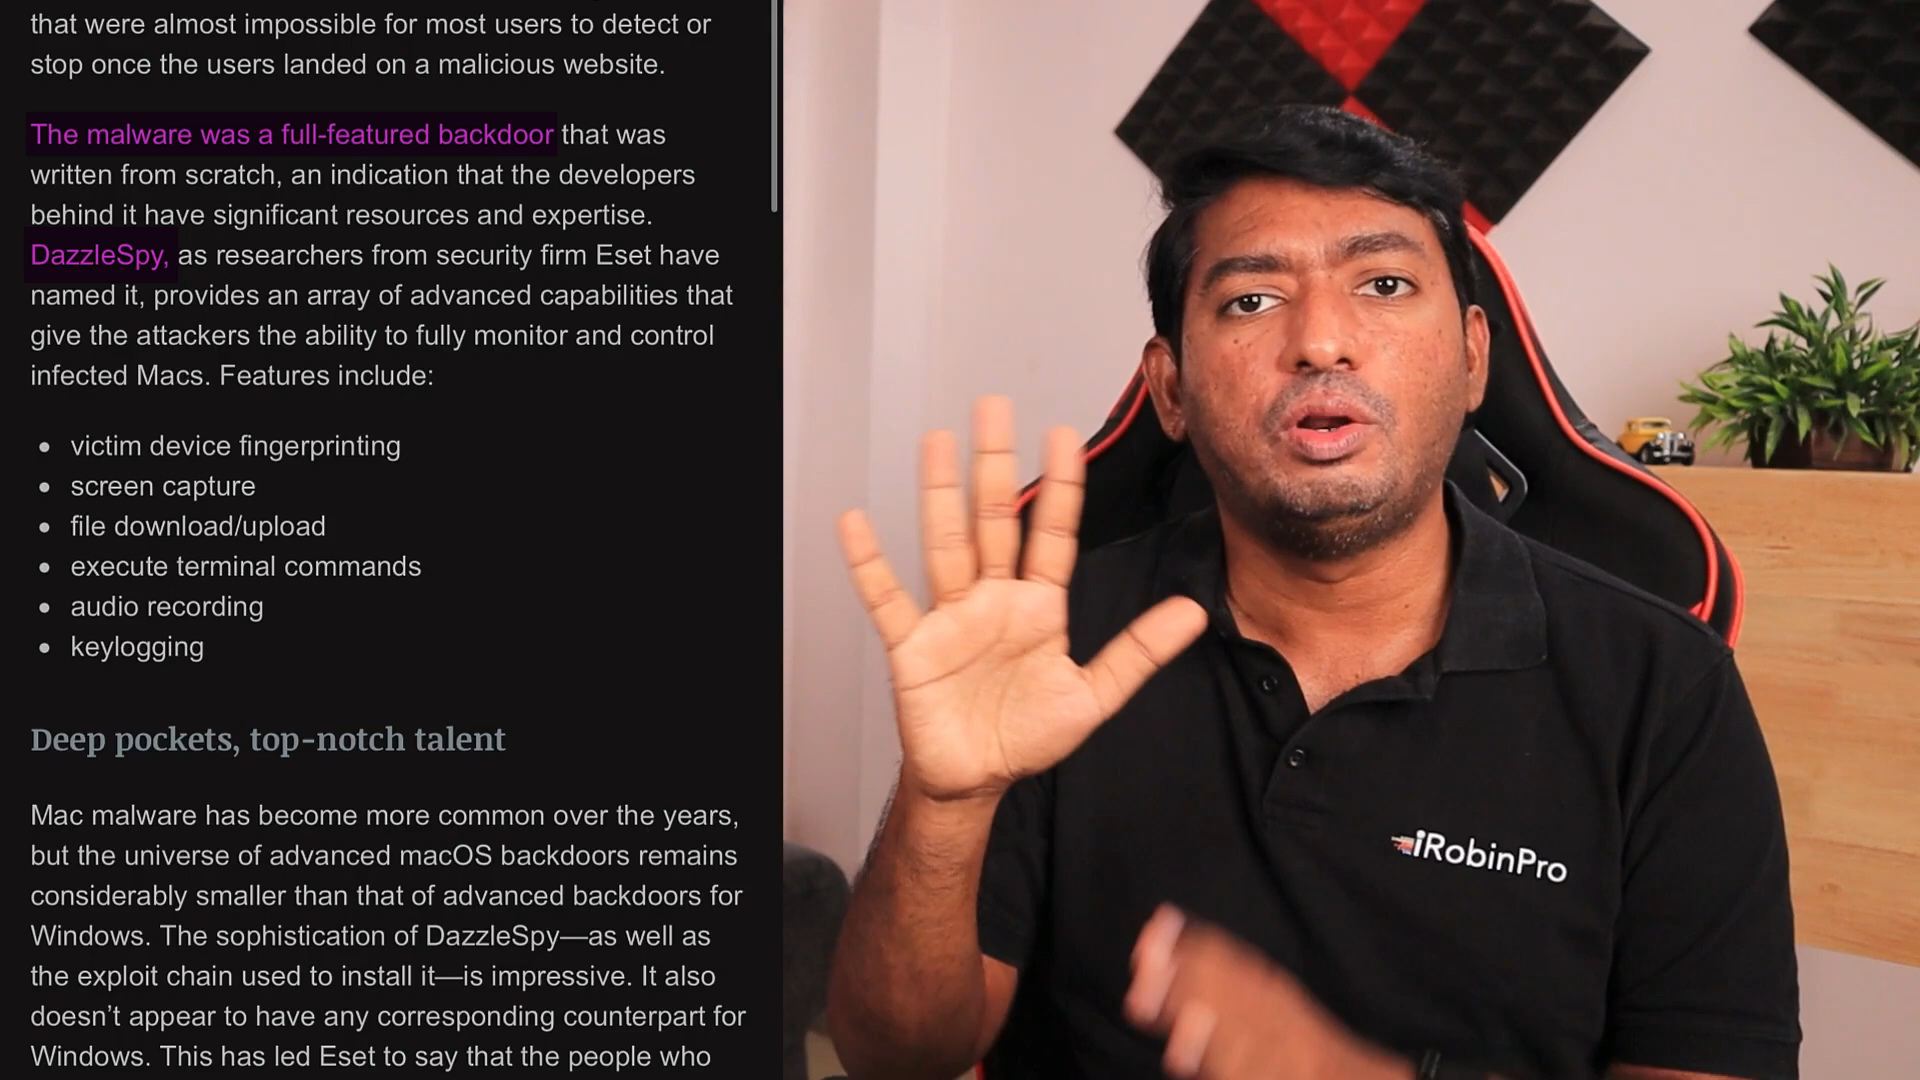 that were almost impossible for most users to detect or
stop once the users landed on a malicious website.
The malware was a full-featured backdoor that was
written from scratch, an indication that the developers
behind it have significant resources and expertise.
DazzleSpy, as researchers from security firm Eset have
named it, provides an array of advanced capabilities that
give the attackers the ability to fully monitor and control
infected Macs. Features include:
• victim device fingerprinting
• screen capture
• file download/upload
• execute terminal commands
• audio recording
• keylogging
Deep pockets, top-notch talent
Mac malware has become more common over the years,
but the universe of advanced macOS backdoors remains
considerably smaller than that of advanced backdoors for
Windows. The sophistication of DazzleSpy—as well as
the exploit chain used to install it—is impressive. It also
doesn’t appear to have any corresponding counterpart for
Windows. This has led Eset to say that the people who
iRobinPro